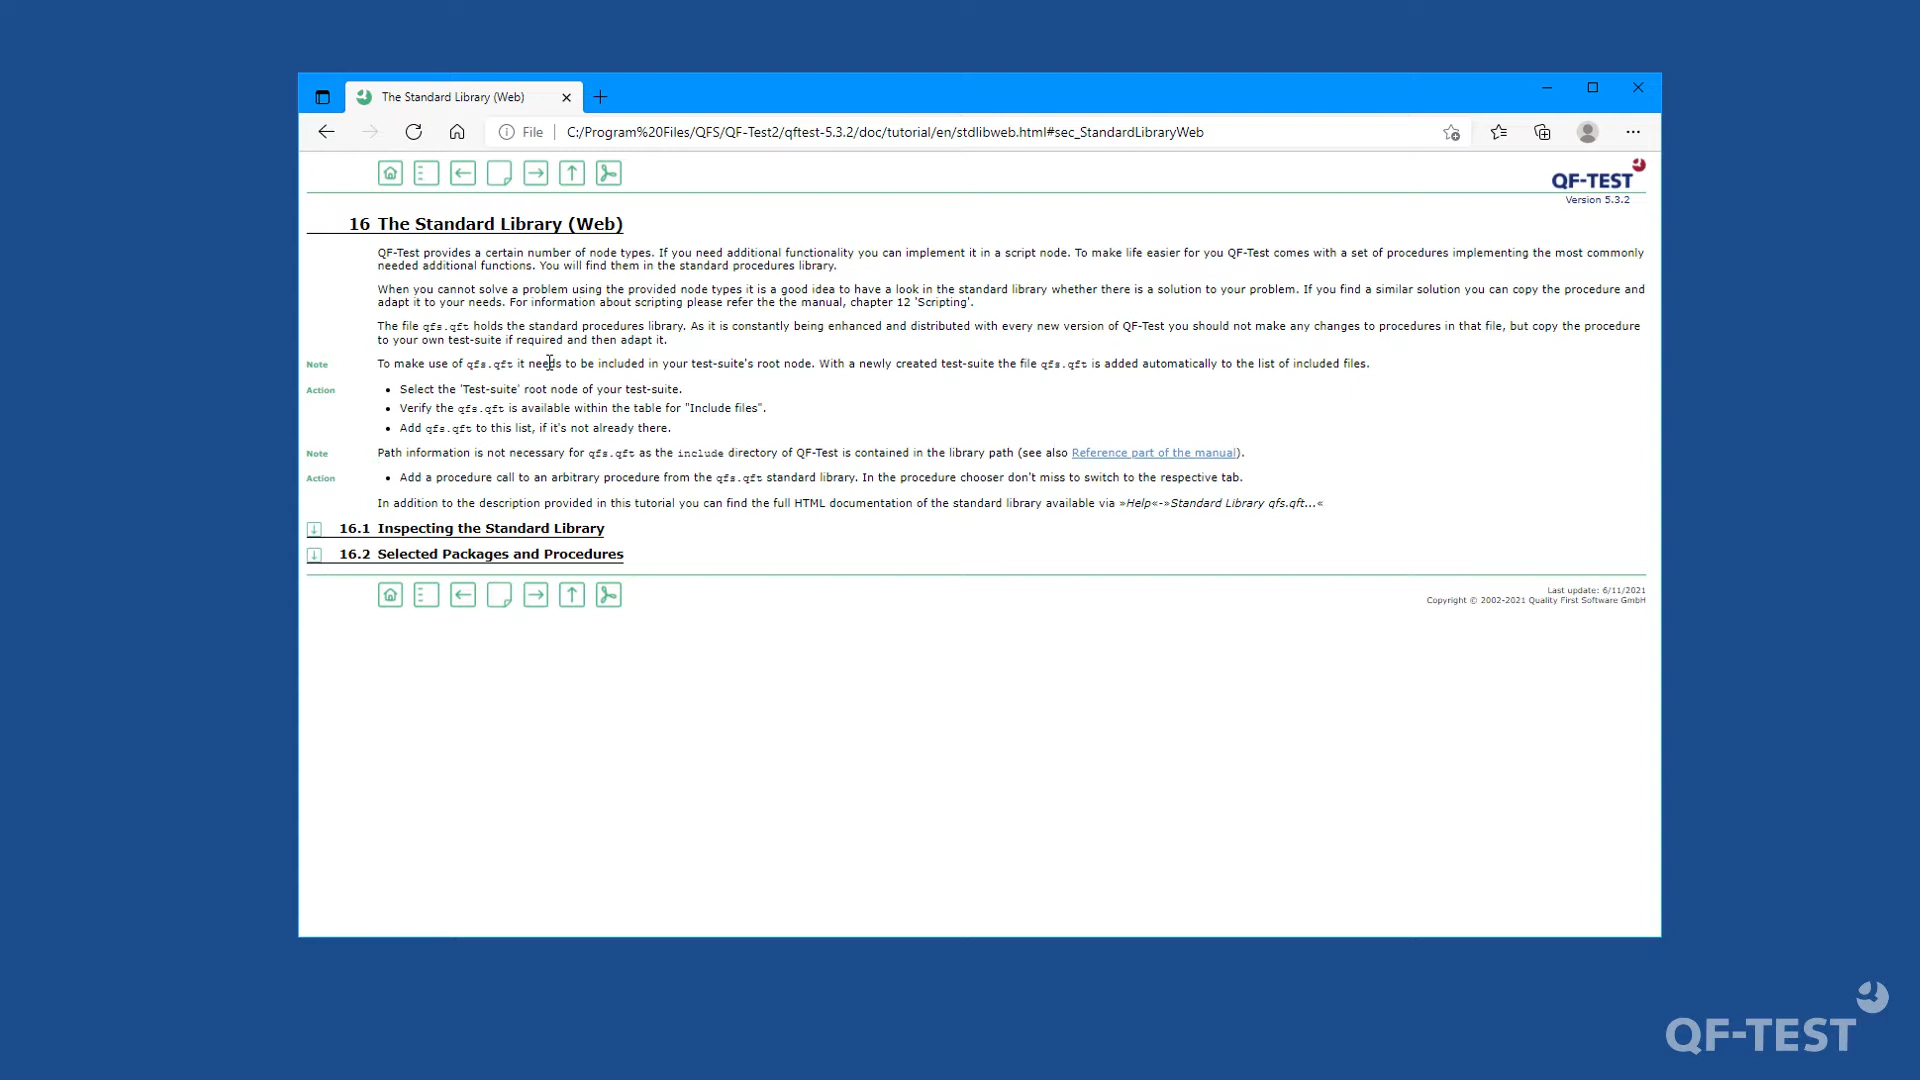 The Standard Library (Web)
File
C:/Program%20Files/QFS/QF-Test2/qftest-5.3.2/doc/tutorial/en/stdlibweb.html#sec_StandardLibraryWeb
QF-TEST
Version 5.3.2
16 The Standard Library (Web)
QF-Test provides a certain number of node types. If you need additional functionality you can implement it in a script node. To make life easier for you QF-Test comes with a set of procedures implementing the most commonly
needed additional functions. You will find them in the standard procedures library.
When you cannot solve a problem using the provided node types it is a good idea to have a look in the standard library whether there is a solution to your problem. If you find a similar solution you can copy the procedure and
adapt it to your needs. For information about scripting please refer the the manual, chapter 12 'Scripting'.
The file qfs.qft holds the standard procedures library. As it is constantly being enhanced and distributed with every new version of QF-Test you should not make any changes to procedures in that file, but copy the procedure
to your own test-suite if required and then adapt it.
Note To make use of qfs.qft it needs to be included in your test-suite's root node. With a newly created test-suite the file qfs.qft is added automatically to the list of included files.
Action • Select the 'Test-suite' root node of your test-suite.
• Verify the qfs.qft is available within the table for "Include files".
• Add qfs.qft to this list, if it's not already there.
Note Path information is not necessary for qfs.qft as the include directory of QF-Test is contained in the library path (see also Reference part of the manual).
Action • Add a procedure call to an arbitrary procedure from the qfs.qft standard library. In the procedure chooser don't miss to switch to the respective tab.
In addition to the description provided in this tutorial you can find the full HTML documentation of the standard library available via »Help«-»Standard Library qfs.qft...«
16.1 Inspecting the Standard Library
16.2 Selected Packages and Procedures
Last update: 6/11/2021
Copyright © 2002-2021 Quality First Software GmbH
QF-TEST